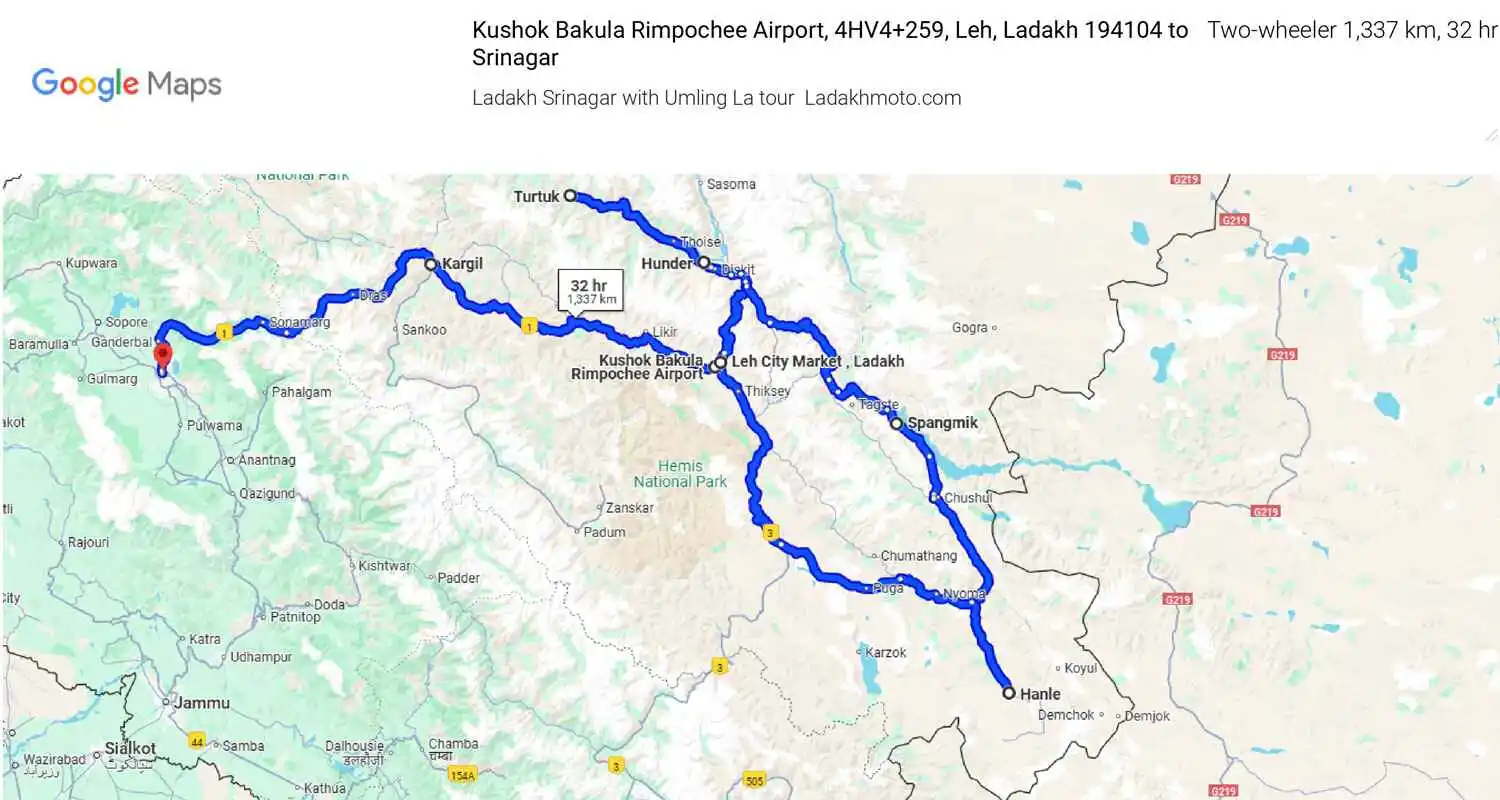 Kushok Bakula Rimpochee Airport, 4HV4+259, Leh, Ladakh 194104 to
Srinagar
Two-wheeler 1,337 km, 32 hr
Google Maps
Ladakh Srinagar with Umling La tour Ladakhmoto.com
National Park
G219
Turtuk
Sasoma
G219
Thoise
Kupwara
Kargil
Hunder
Diskit
32 hr
1,337 km
Dras
Sopore
Sonamarg
1
1
Sankoo
Likir
Gogra
Baramulla
Ganderbal
G219
Kushok Bakula
Rimpochee Airport
Leh City Market , Ladakh
Gulmarg
Pahalgam
Thiksey
Tagste
akot
Pulwama
Spangmik
Anantnag
Hemis
National Park
Qazigund
Chushul
tli
Zanskar
G219
Rajouri
Padum
3
Kishtwar
Chumathang
Padder
Puga
Nyoma
City
Doda
Patnitop
G219
Katra
Udhampur
Karzok
3
Koyul
Hanle
Jammu
Demchok
Demjok
44
Samba
Sialkot
سیالکوٹ
Dalhousie
डलहौजी
Chamba
चम्बा
Wazirabad
وزیرآباد
154A
3
505
Kathua
G219